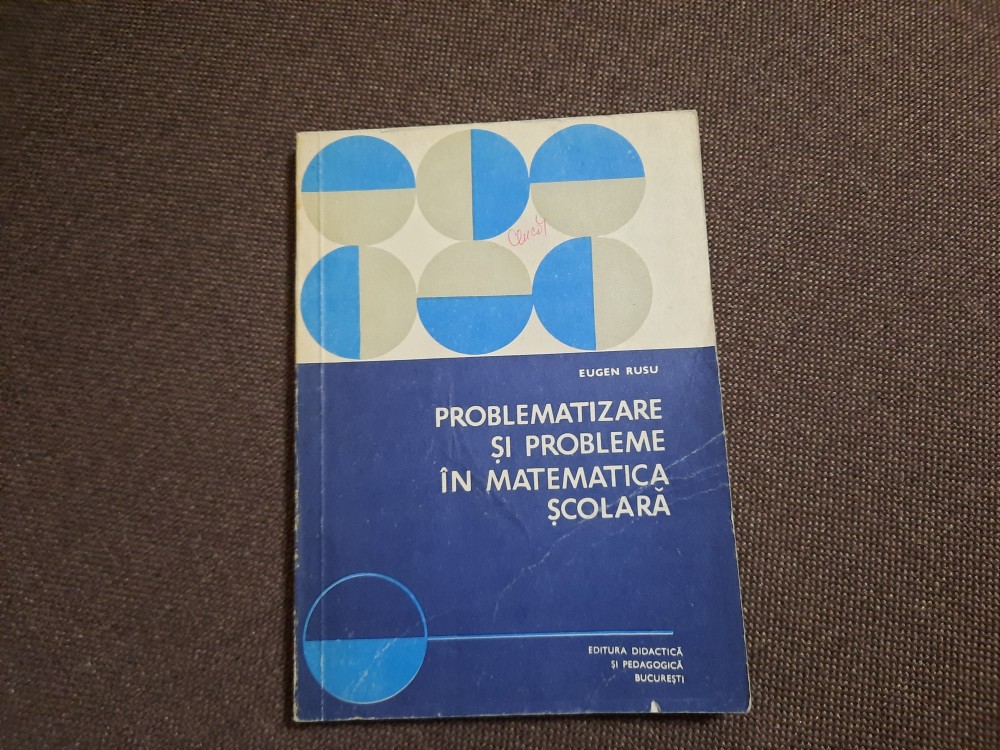 EUGEN RUSU
PROBLEMATIZARE
ȘI PROBLEME
ÎN MATEMATICA
ȘCOLARĂ
EDITURA DIDACTICĂ
ȘI PEDAGOGICĂ
BUCUREȘTI